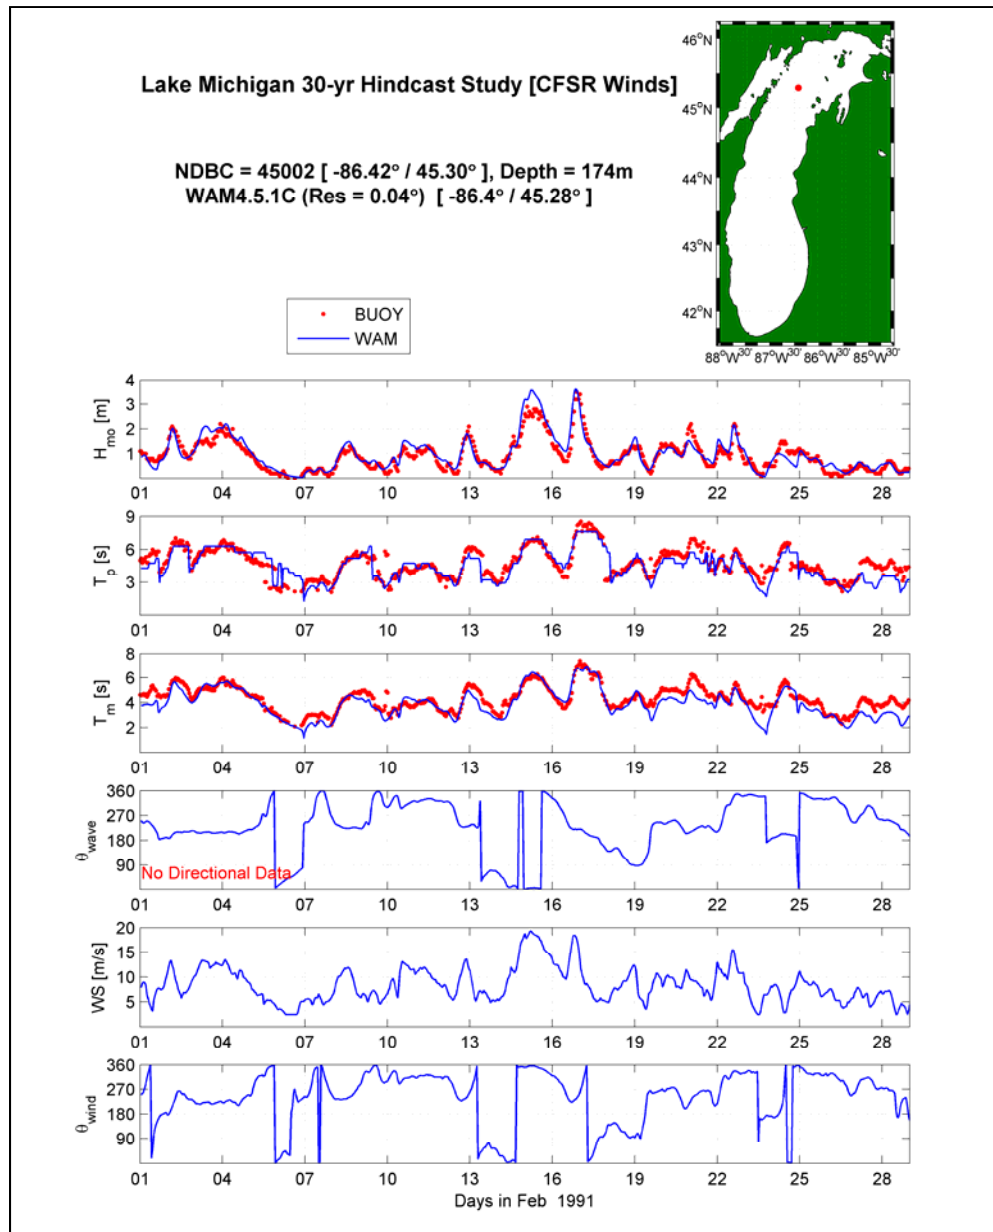 Lake Michigan 30-yr Hindcast Study [CFSR Winds]
NDBC = 45002 [ -86.42° / 45.30° ], Depth = 174m
WAM4.5.1C (Res = 0.04°) [ -86.4° / 45.28° ]
46°N
45°N
44°N
43°N
42°N
88°W 30' 87°W 30' 86°W 30' 85°W 30'
BUOY
WAM
4
3
2
1
H mo [m]
01 04 07 10 13 16 19 22 25 28
9
6
3
T p [s]
01 04 07 10 13 16 19 22 25 28
8
6
4
2
T m [s]
01 04 07 10 13 16 19 22 25 28
360
270
180
90
θ wave
No Directional Data
01 04 07 10 13 16 19 22 25 28
20
15
10
5
WS [m/s]
01 04 07 10 13 16 19 22 25 28
360
270
180
90
θ wind
01 04 07 10 13 16 19 22 25 28
Days in Feb 1991